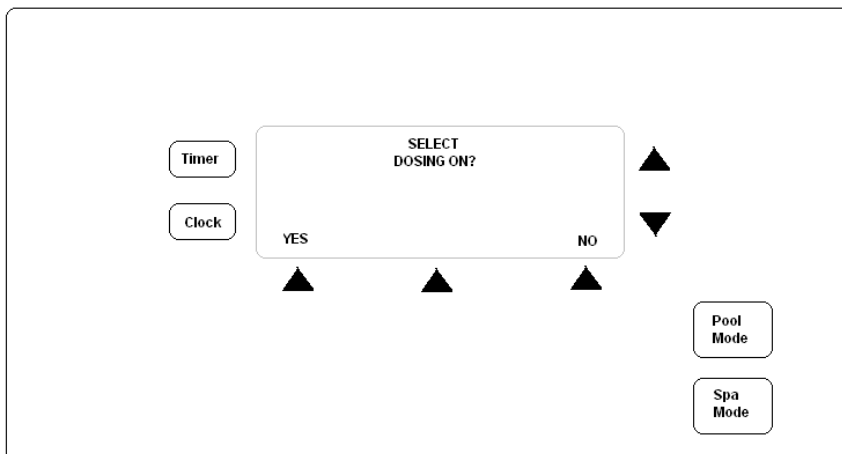 SELECT
DOSING ON?
Timer
Clock
YES
NO
Pool
Mode
Spa
Mode